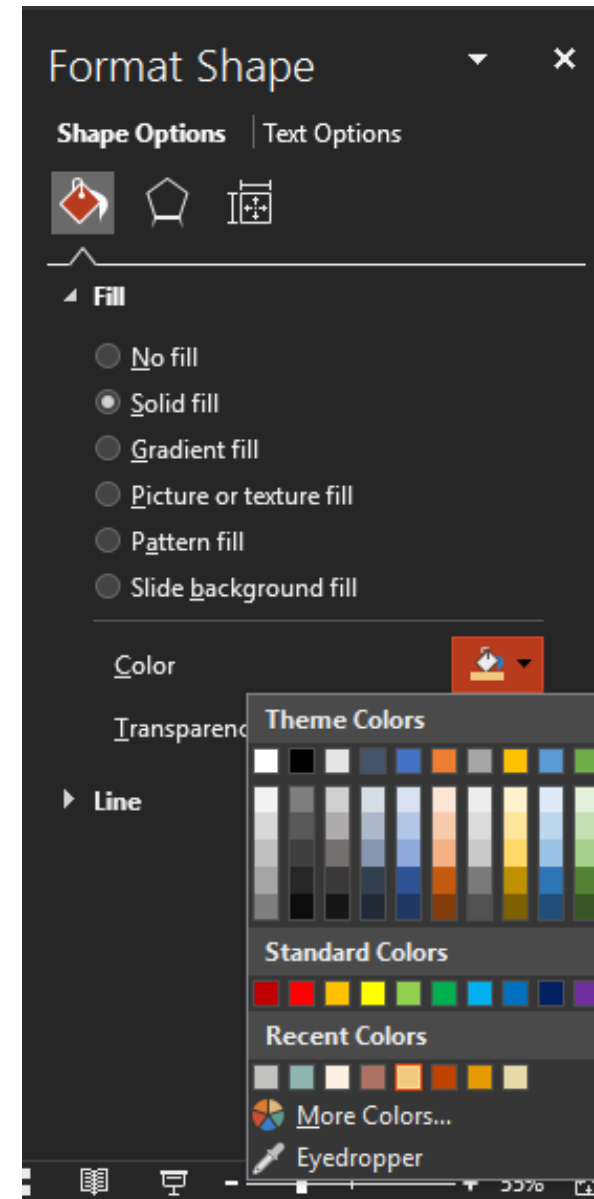 Format Shape
Shape Options | Text Options
Fill
No fill
Solid fill
Gradient fill
Picture or texture fill
Pattern fill
Slide background fill
Color
Theme Colors
Line
Standard Colors
Recent Colors
More Colors...
Eyedropper